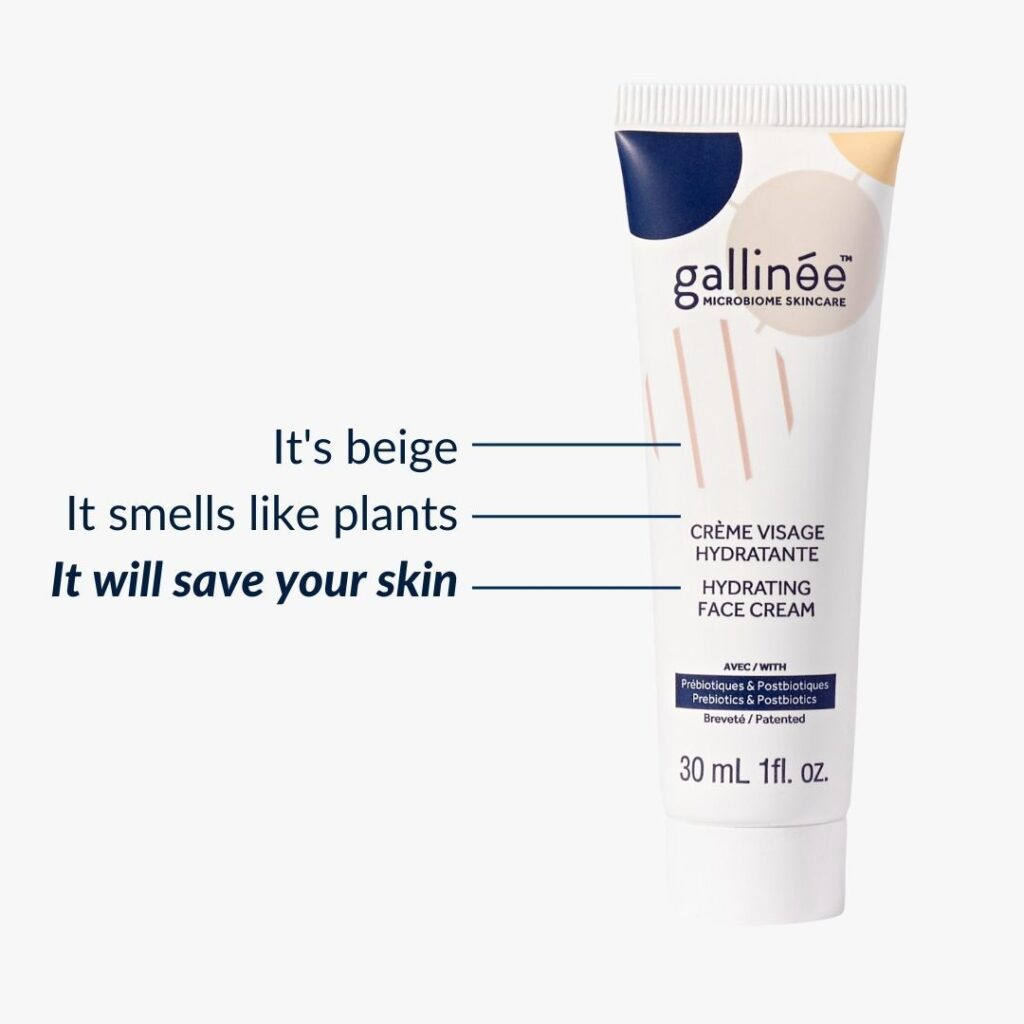 gallinée™
MICROBIOME SKINCARE
It's beige
It smells like plants
It will save your skin
CRÈME VISAGE
HYDRATANTE
HYDRATING
FACE CREAM
AVEC / WITH
Prébiotiques & Postbiotiques
Prebiotics & Postbiotics
Breveté / Patented
30 mL 1fl. oz.